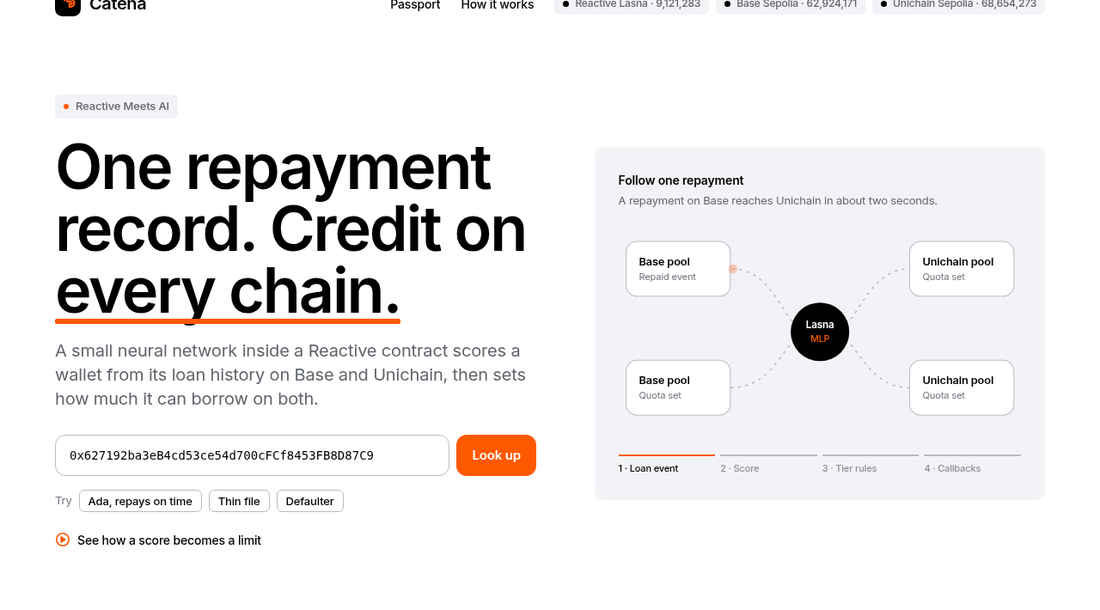 Catena
Passport
How it works
Reactive Lasna · 9,121,283
Base Sepolia · 62,924,171
Unichain Sepolia · 68,654,273
Reactive Meets AI
One repayment
record. Credit on
every chain.
A small neural network inside a Reactive contract scores a
wallet from its loan history on Base and Unichain, then sets
how much it can borrow on both.
0x627192ba3eB4cd53ce54d700cFCf8453FB8D87C9
Look up
Try
Ada, repays on time
Thin file
Defaulter
See how a score becomes a limit
Follow one repayment
A repayment on Base reaches Unichain in about two seconds.
Base pool
Repaid event
Unichain pool
Quota set
Lasna
MLP
Base pool
Quota set
Unichain pool
Quota set
1 · Loan event
2 · Score
3 · Tier rules
4 · Callbacks